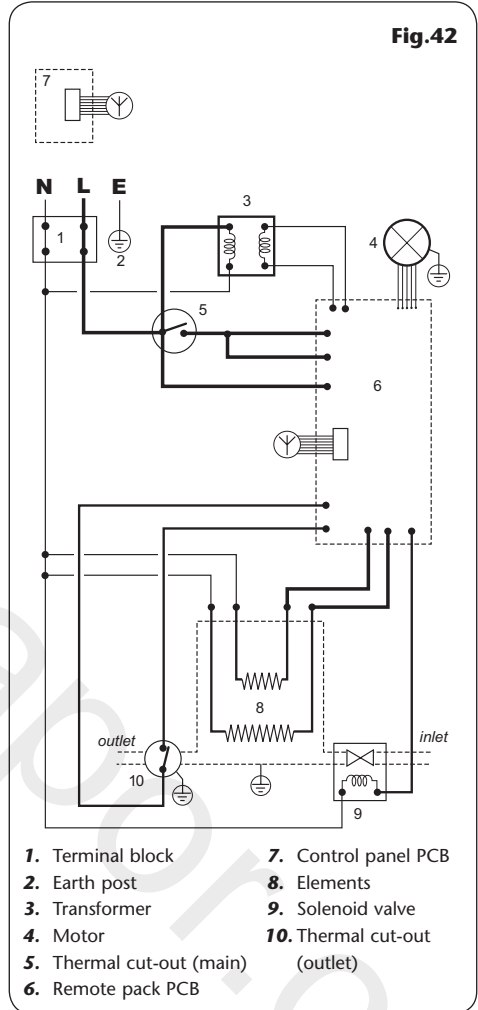 Fig.42
7
N L E
1
2
3
4
5
6
8
outlet
inlet
10
9
1. Terminal block
2. Earth post
3. Transformer
4. Motor
5. Thermal cut-out (main)
6. Remote pack PCB
7. Control panel PCB
8. Elements
9. Solenoid valve
10. Thermal cut-out
(outlet)